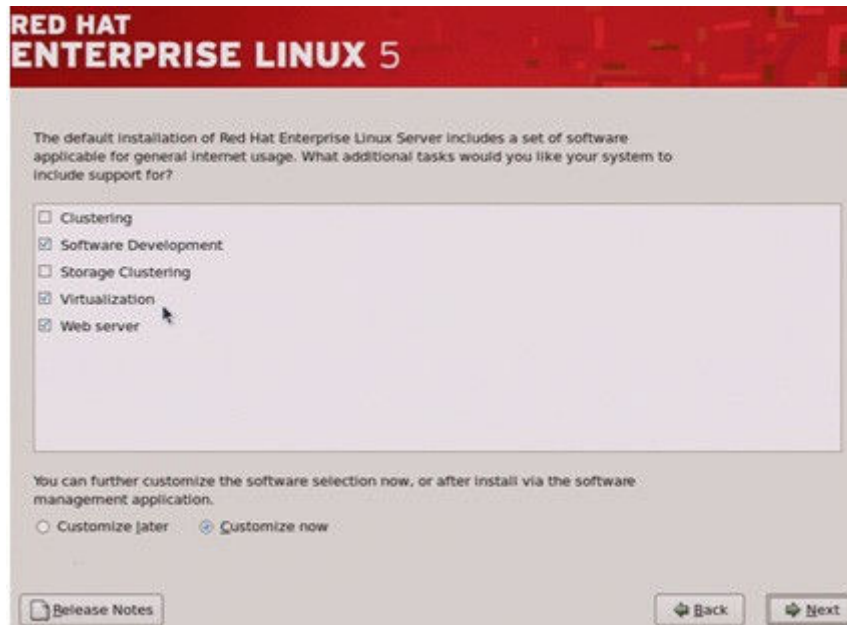 RED HAT
ENTERPRISE LINUX 5
The default installation of Red Hat Enterprise Linux Server includes a set of software
applicable for general internet usage. What additional tasks would you like your system to
include support for?
Clustering
Software Development
Storage Clustering
Virtualization
Web server
You can further customize the software selection now, or after install via the software
management application.
Customize later Customize now
Release Notes Back Next